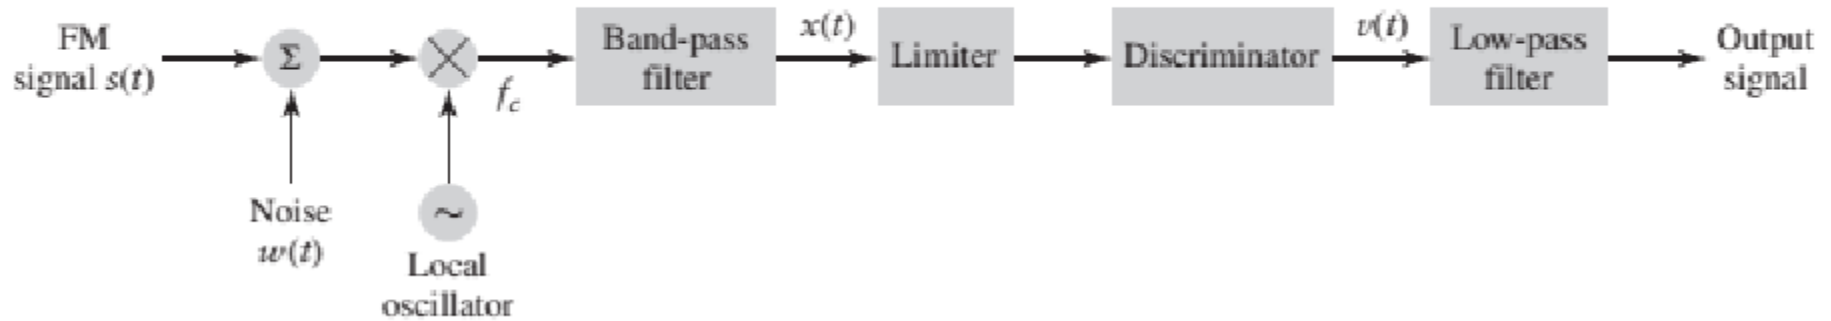 FM
signal s(t)
Σ
f_c
Band-pass
filter
x(t)
Limiter
Discriminator
v(t)
Low-pass
filter
Output
signal
Noise
w(t)
~
Local
oscillator